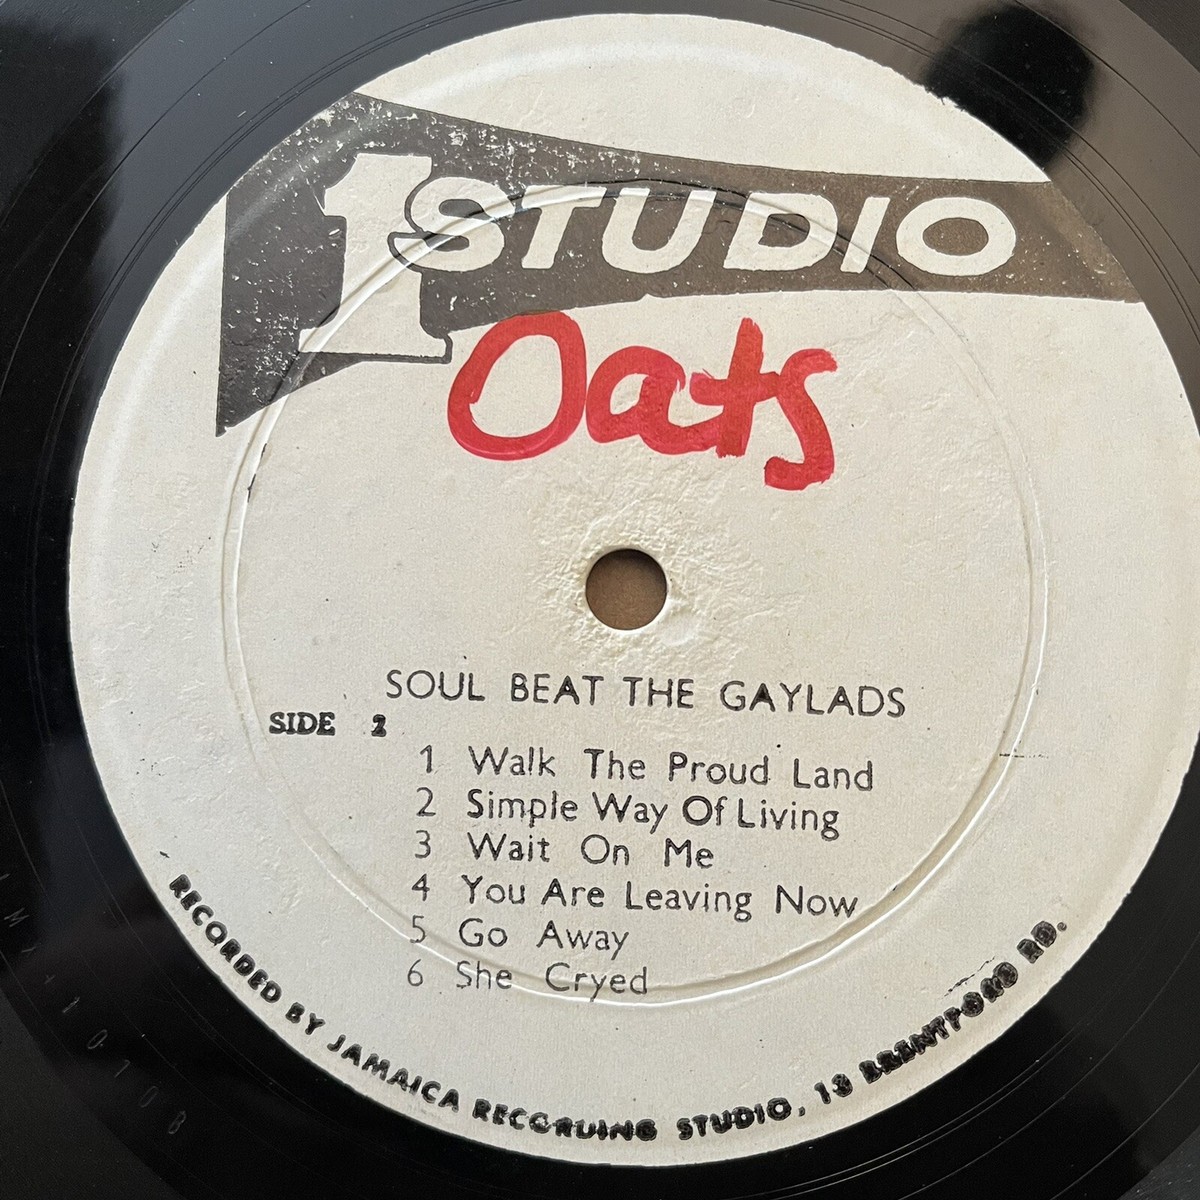 1 STUDIO
Oats
SOUL BEAT THE GAYLADS
SIDE 2
1 Walk The Proud Land
2 Simple Way Of Living
3 Wait On Me
4 You Are Leaving Now
5 Go Away
6 She Cryed
RECORDED BY JAMAICA RECORDING STUDIO, 13 BRENTFORD RD.